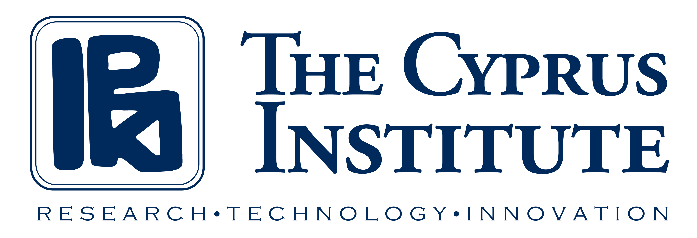 THE CYPRUS
INSTITUTE
RESEARCH•TECHNOLOGY•INNOVATION